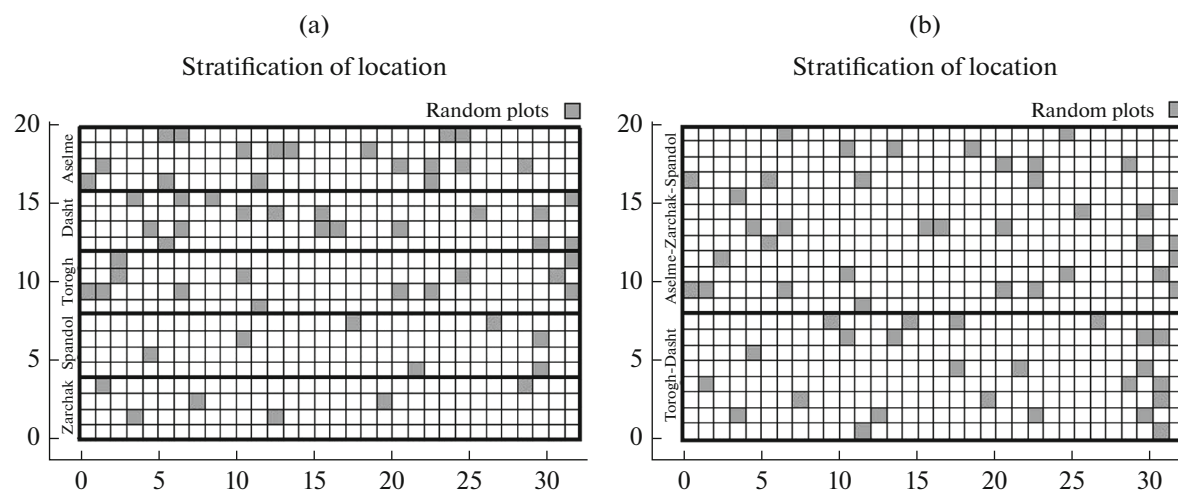 (a)
Stratification of location
Random plots
20
15
10
5
0
Aselme
Dasht
Torogh
Spandol
Zarchak
0 5 10 15 20 25 30
(b)
Stratification of location
Random plots
20
15
10
5
0
Aselme-Zarchak-Spandol
Torogh-Dasht
0 5 10 15 20 25 30